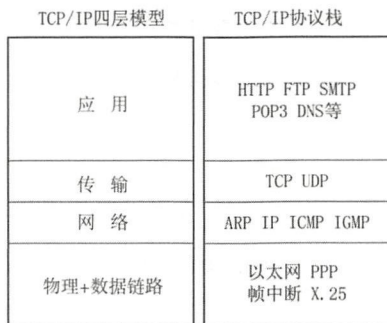 TCP/IP四层模型 TCP/IP协议栈
应 用
HTTP FTP SMTP
POP3 DNS等
传 输
TCP UDP
网 络
ARP IP ICMP IGMP
物理+数据链路
以太网 PPP
帧中断 X.25